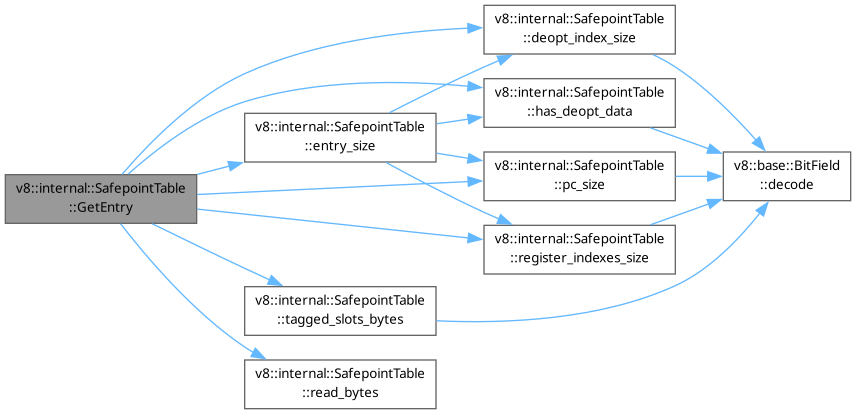 v8::internal::SafepointTable
::GetEntry
v8::internal::SafepointTable
::entry_size
v8::internal::SafepointTable
::tagged_slots_bytes
v8::internal::SafepointTable
::read_bytes
v8::internal::SafepointTable
::deopt_index_size
v8::internal::SafepointTable
::has_deopt_data
v8::internal::SafepointTable
::pc_size
v8::internal::SafepointTable
::register_indexes_size
v8::base::BitField
::decode